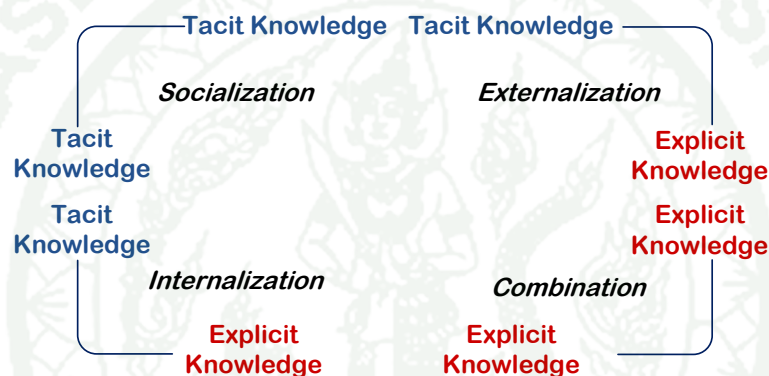 Tacit Knowledge Tacit Knowledge
Socialization Externalization
Tacit
Knowledge
Explicit
Knowledge
Tacit
Knowledge
Explicit
Knowledge
Internalization Combination
Explicit
Knowledge
Explicit
Knowledge